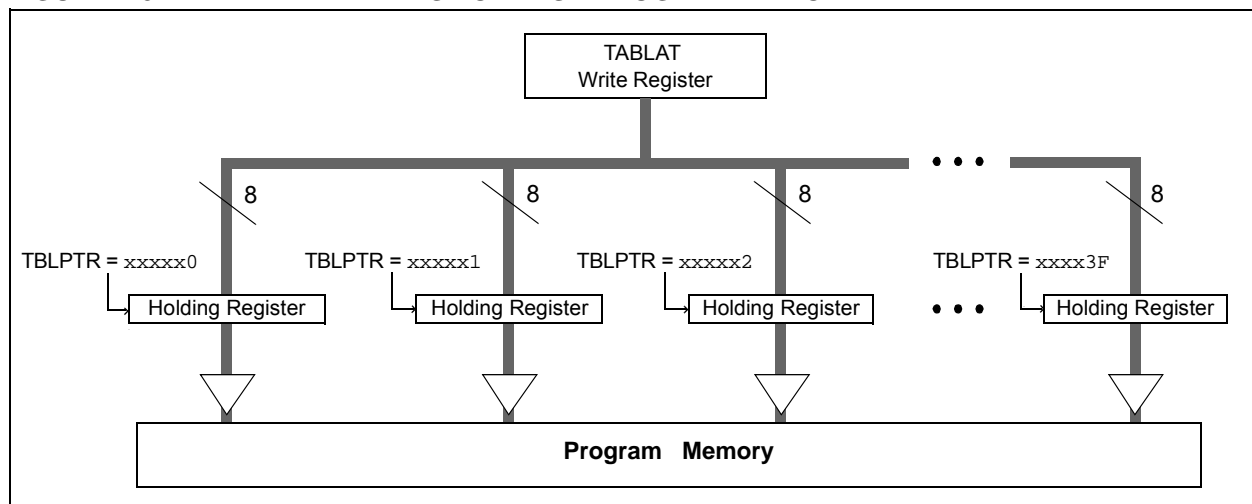 TABLAT
Write Register
8 8 8 8
TBLPTR = xxxxx0 TBLPTR = xxxxx1 TBLPTR = xxxxx2 TBLPTR = xxxx3F
Holding Register Holding Register Holding Register Holding Register
Program Memory